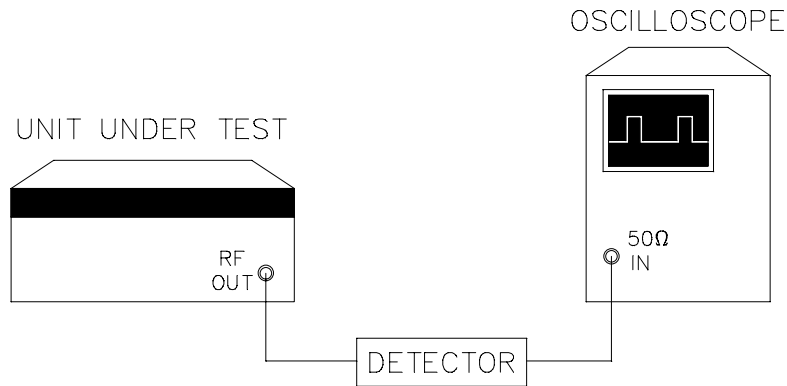 OSCILLOSCOPE
UNIT UNDER TEST
RF
OUT
50Ω
IN
DETECTOR